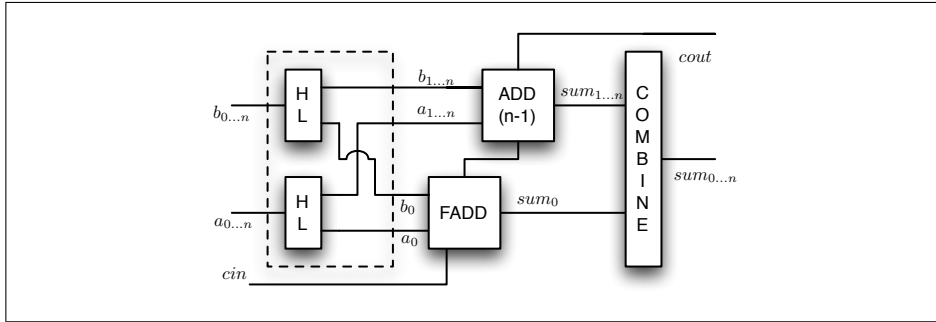 cout
b1...n
sum1...n
H
L
ADD
(n-1)
C
O
M
B
I
N
E
b0...n
a1...n
sum0...n
H
L
b0
sum0
FADD
a0...n
a0
cin